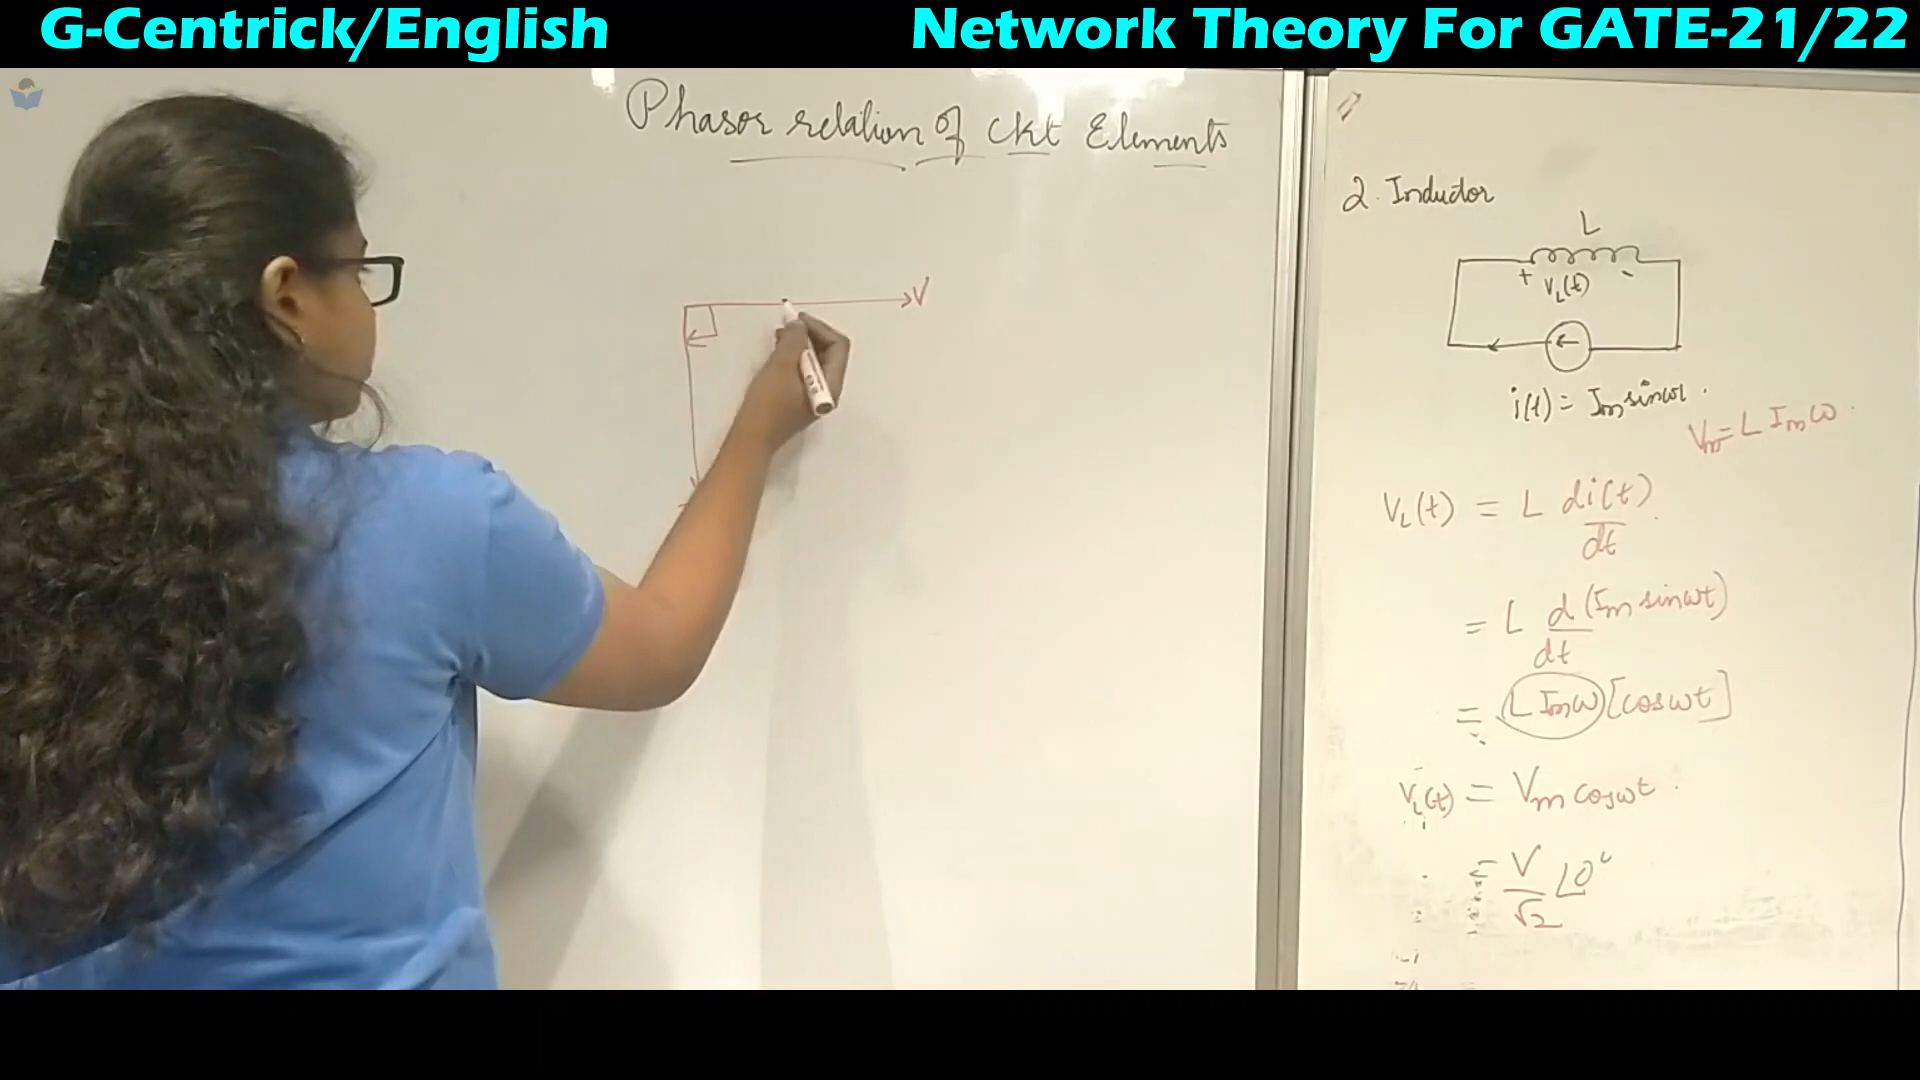 G-Centrick/English
Network Theory For GATE-21/22
Phasor relation of ckt Elements
V
2. Inductor
L
+ VL(t) -
i(t) = Im sinωt.
Vm = L Im ω.
VL(t) = L di(t)/dt.
= L d/dt (Im sinωt)
= L Imω [cosωt]
VL(t) = Vm cosωt.
= V/√2 ∠0°